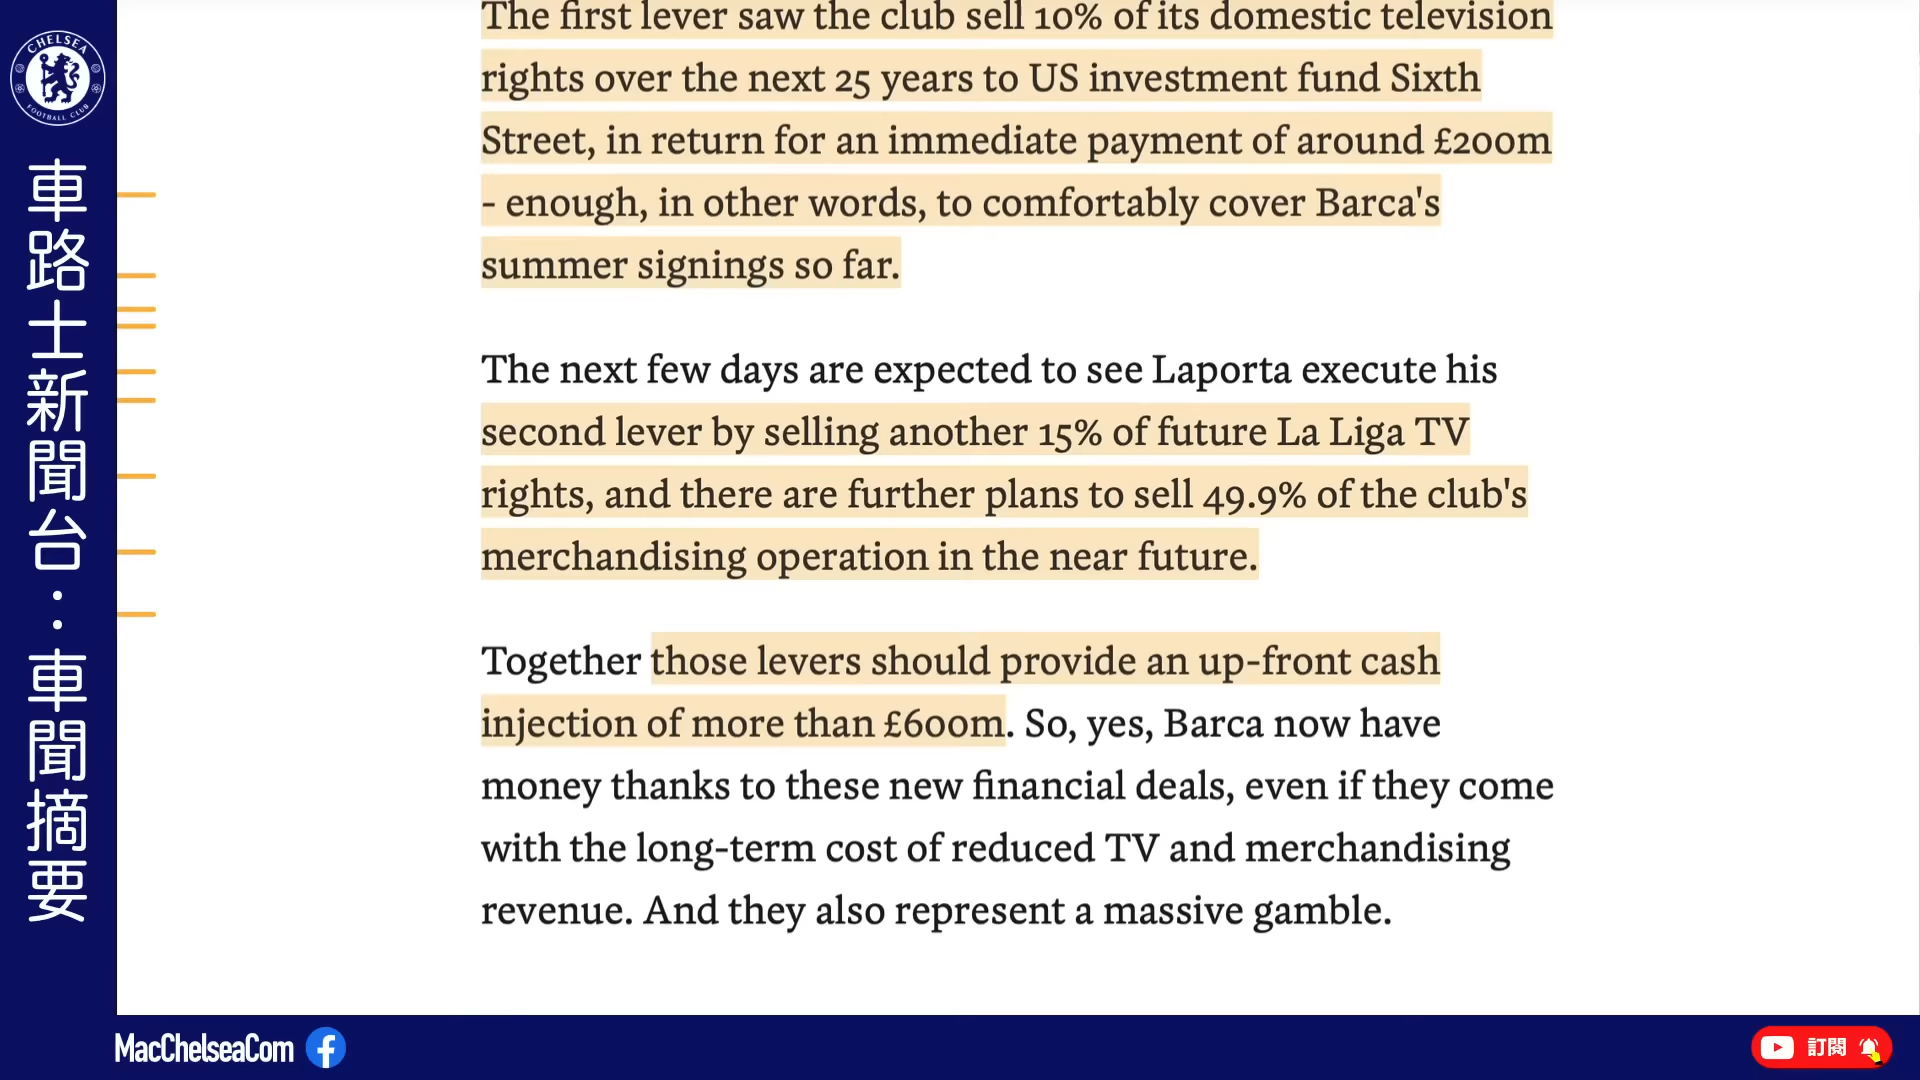 CHELSEA
FOOTBALL CLUB
車路士新聞台：車聞摘要
The first lever saw the club sell 10% of its domestic television
rights over the next 25 years to US investment fund Sixth
Street, in return for an immediate payment of around £200m
- enough, in other words, to comfortably cover Barca's
summer signings so far.
The next few days are expected to see Laporta execute his
second lever by selling another 15% of future La Liga TV
rights, and there are further plans to sell 49.9% of the club's
merchandising operation in the near future.
Together those levers should provide an up-front cash
injection of more than £600m. So, yes, Barca now have
money thanks to these new financial deals, even if they come
with the long-term cost of reduced TV and merchandising
revenue. And they also represent a massive gamble.
MacChelseaCom
訂閱